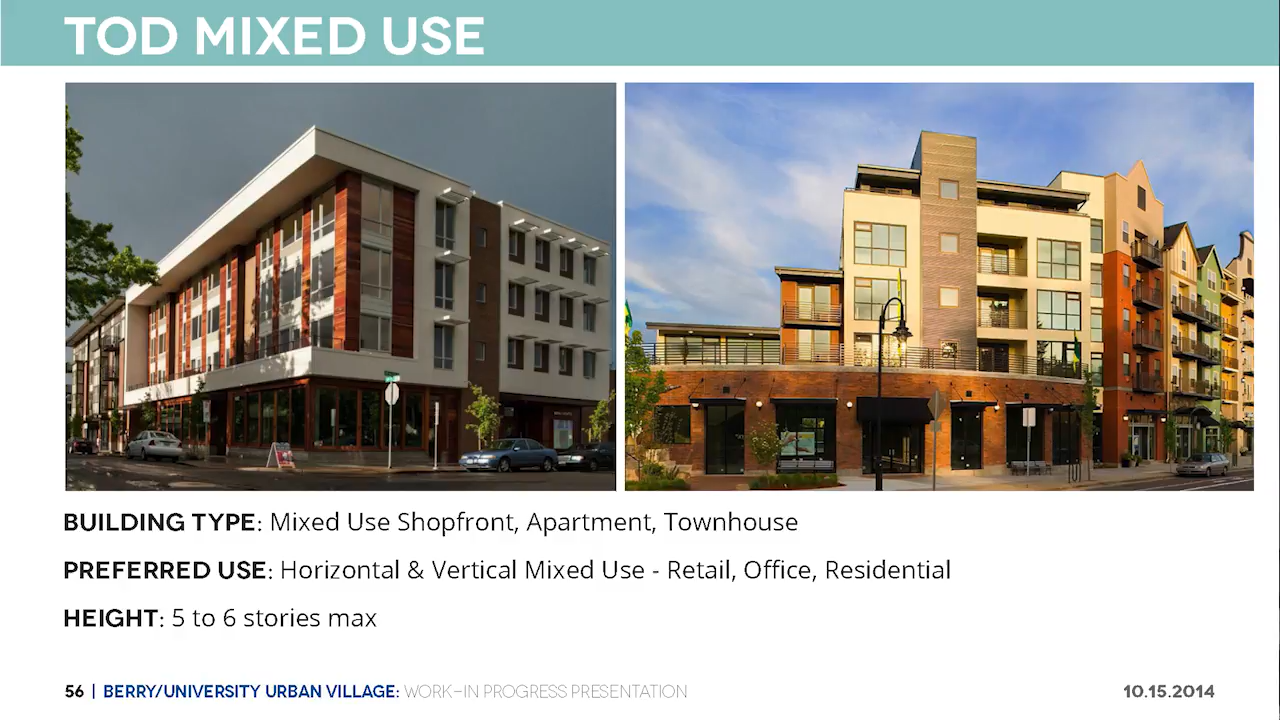 TOD MIXED USE
BUILDING TYPE: Mixed Use Shopfront, Apartment, Townhouse
PREFERRED USE: Horizontal & Vertical Mixed Use - Retail, Office, Residential
HEIGHT: 5 to 6 stories max
56 | BERRY/UNIVERSITY URBAN VILLAGE: WORK-IN PROGRESS PRESENTATION 10.15.2014